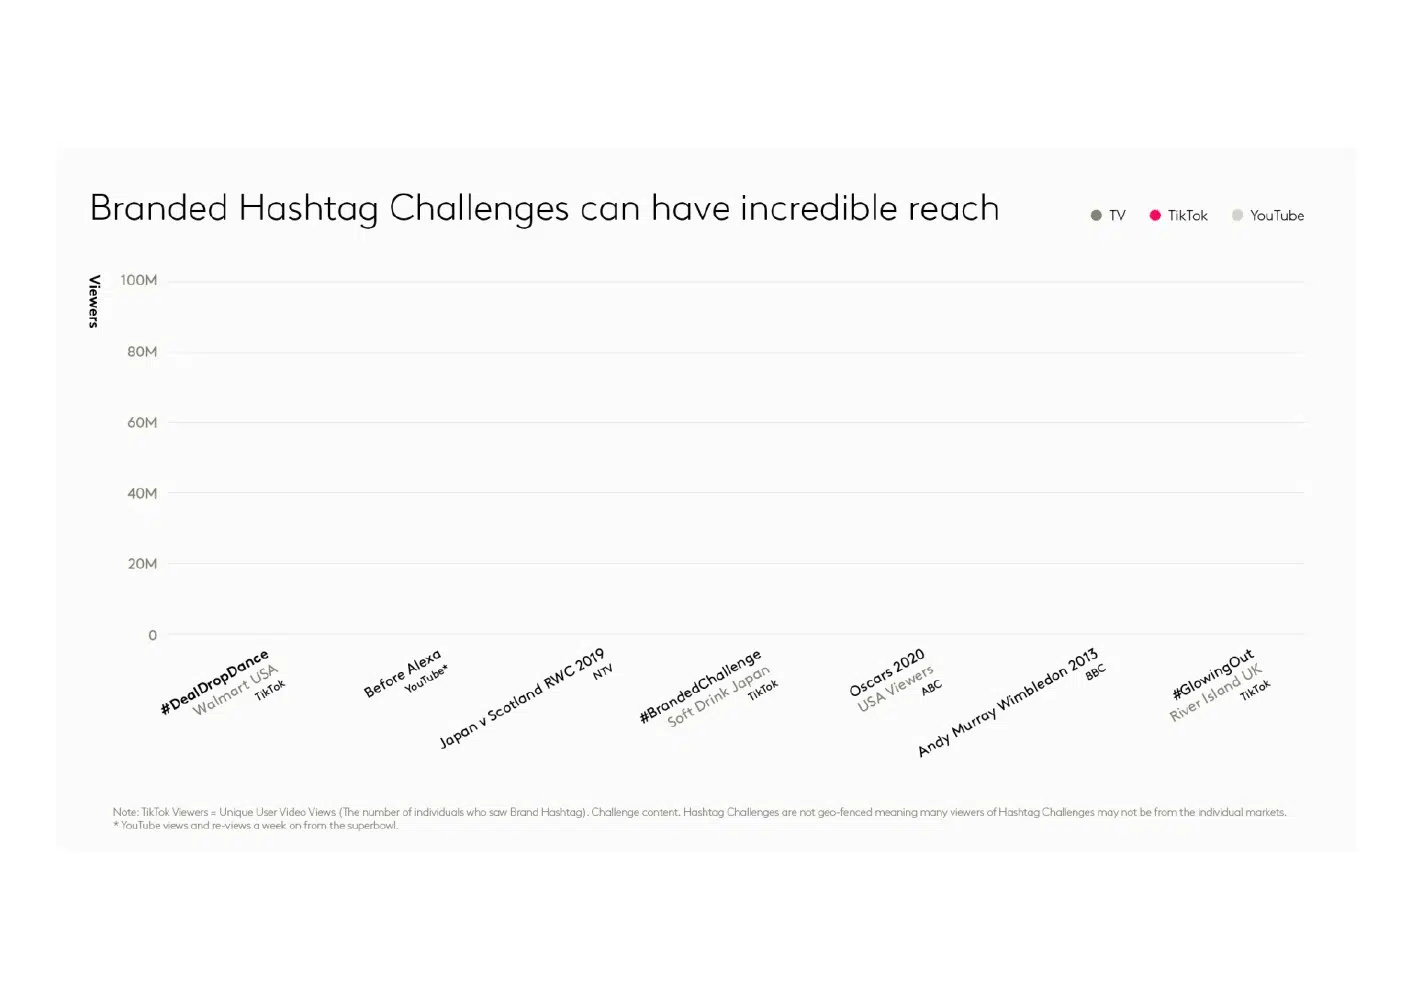 Branded Hashtag Challenges can have incredible reach
TV
TikTok
YouTube
Viewers
100M
80M
60M
40M
20M
0
#DealDropDance
Walmart USA
TikTok
Before Alexa
YouTube*
Japan v Scotland RWC 2019
NTV
#BrandedChallenge
Soft Drink Japan
TikTok
Oscars 2020
USA Viewers
ABC
Andy Murray Wimbledon 2013
BBC
#GlowingOut
River Island UK
TikTok
Note: TikTok Viewers = Unique User Video Views (The number of individuals who saw Brand Hashtag). Challenge content. Hashtag Challenges are not geo-fenced meaning many viewers of Hashtag Challenges may not be from the individual markets.
* YouTube views and re-views a week on from the superbowl.